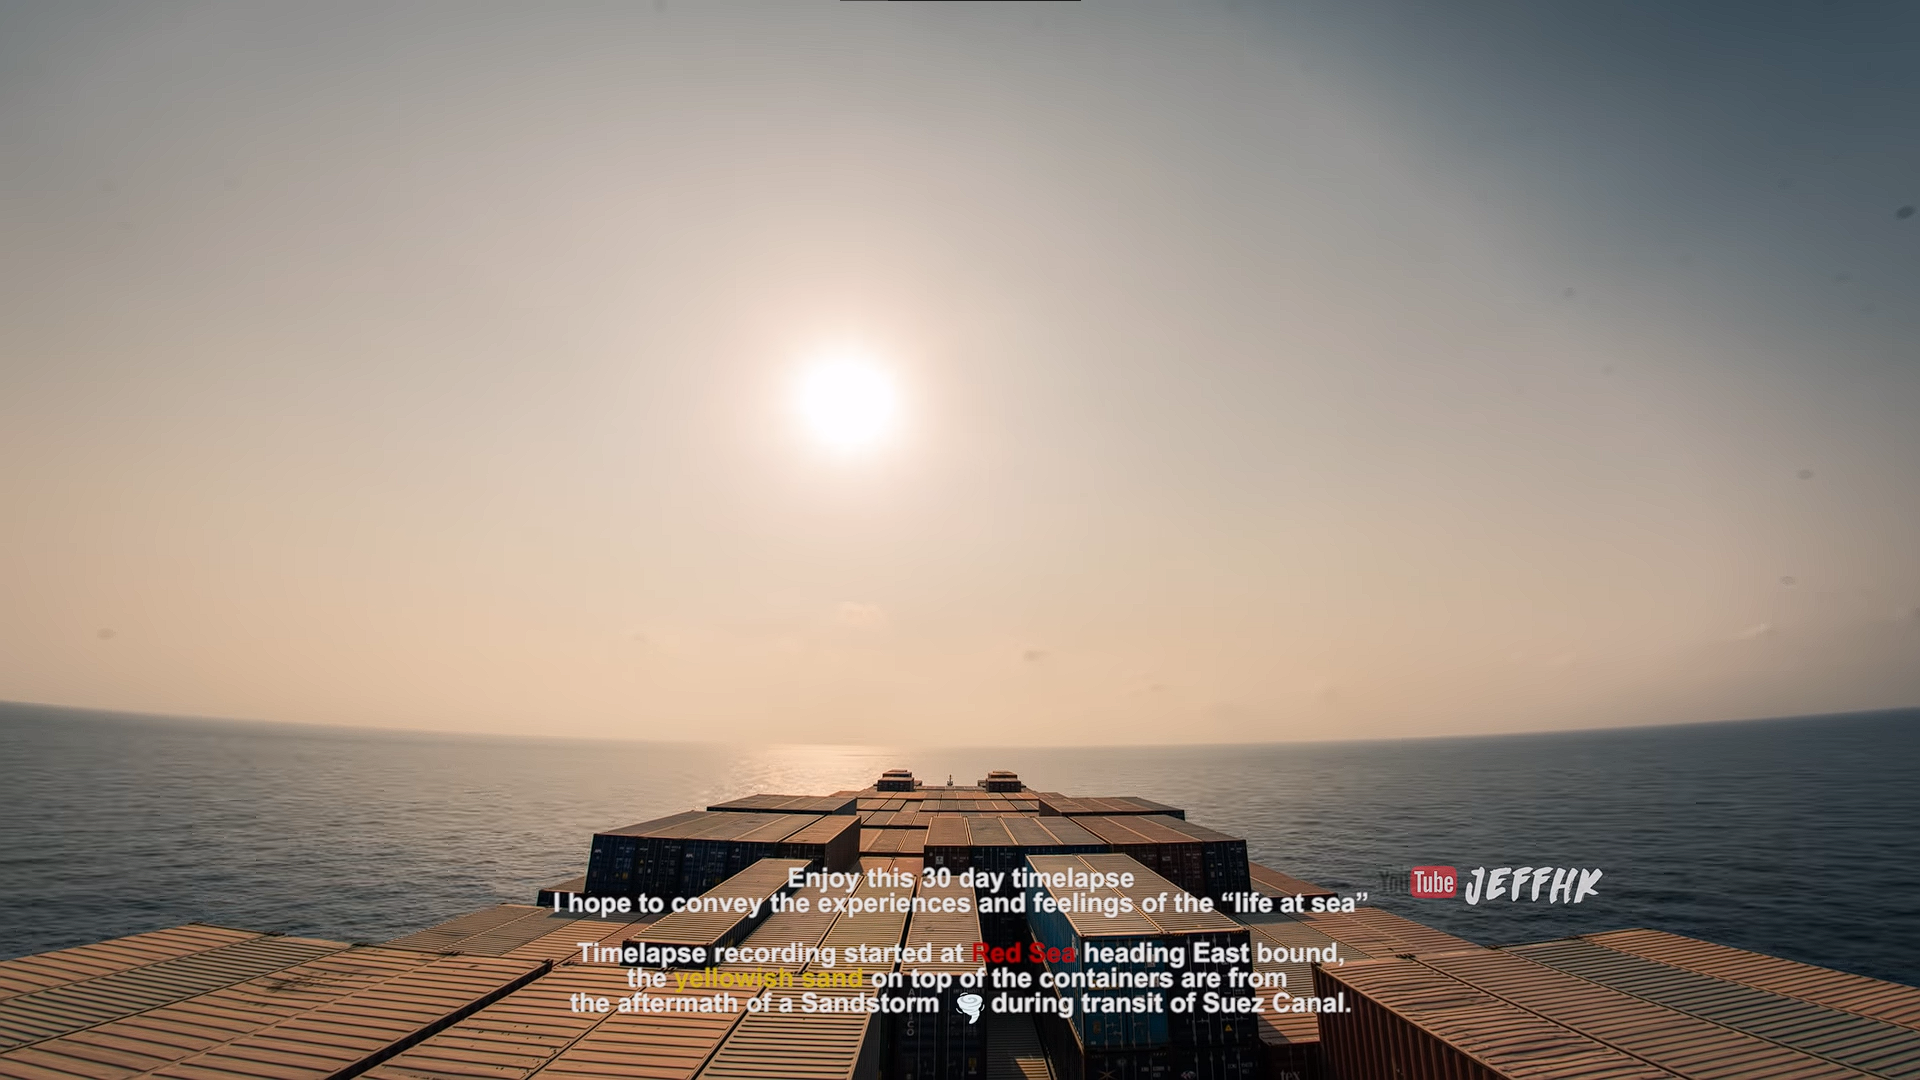 Enjoy this 30 day timelapse
I hope to convey the experiences and feelings of the “life at sea”
YouTube JEFFHK
Timelapse recording started at Red Sea heading East bound,
the yellowish sand on top of the containers are from
the aftermath of a Sandstorm during transit of Suez Canal.
tex